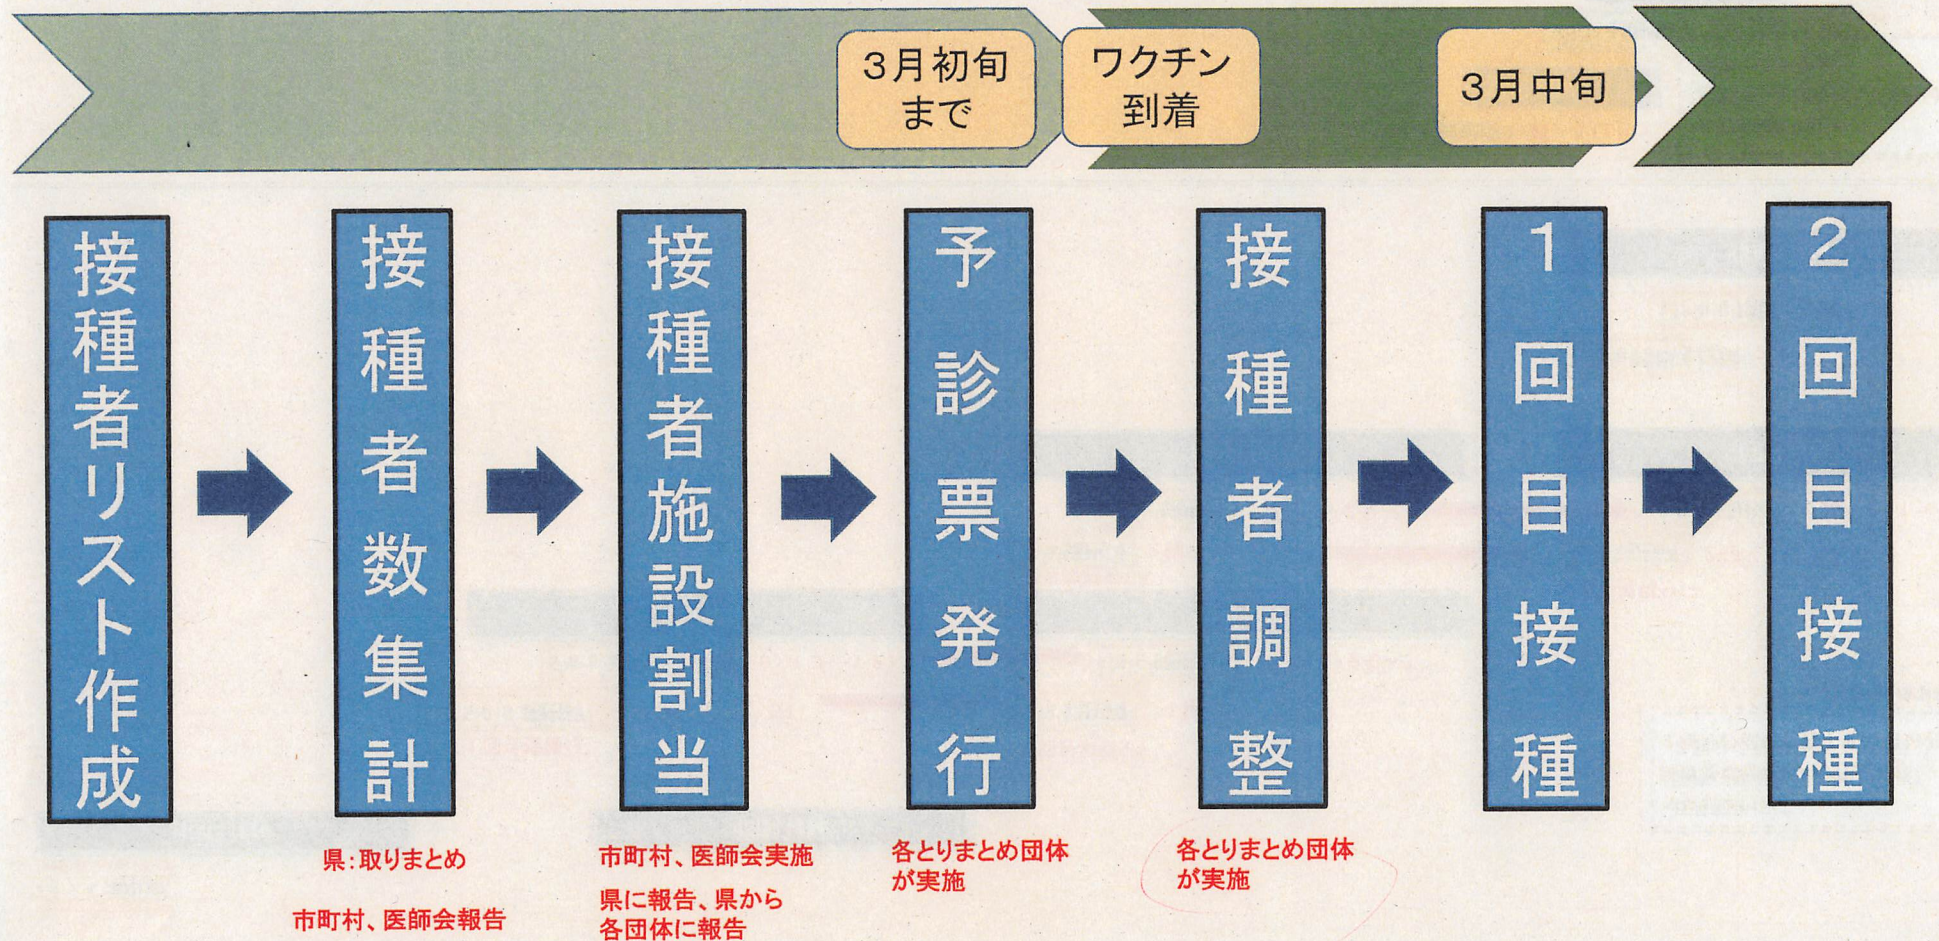 3月初旬
まで
ワクチン
到着
3月中旬
接種者リスト作成
接種者数集計
接種者施設割当
予診票発行
接種者調整
1回目接種
2回目接種
県:取りまとめ
市町村、医師会報告
市町村、医師会実施
県に報告、県から
各団体に報告
各とりまとめ団体
が実施
各とりまとめ団体
が実施